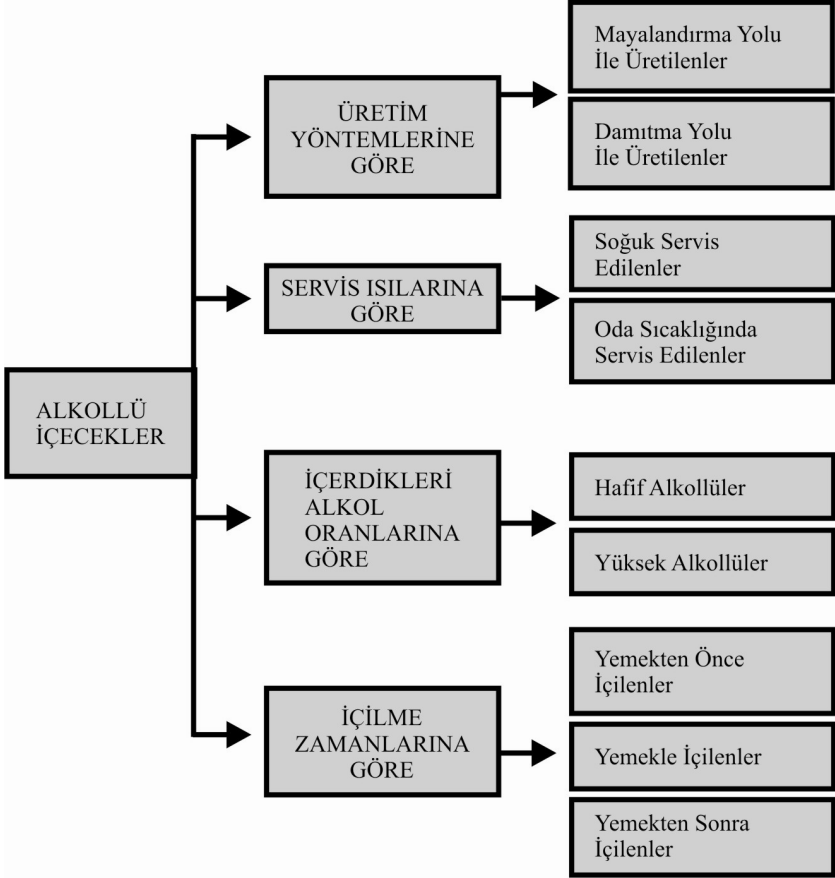 ALKOLLÜ
İÇECEKLER
ÜRETİM
YÖNTEMLERİNE
GÖRE
Mayalandırma Yolu
İle Üretilenler
Damıtma Yolu
İle Üretilenler
SERVİS ISILARINA
GÖRE
Soğuk Servis
Edilenler
Oda Sıcaklığında
Servis Edilenler
İÇERDİKLERİ
ALKOL
ORANLARINA
GÖRE
Hafif Alkollüler
Yüksek Alkollüler
İÇİLME
ZAMANLARINA
GÖRE
Yemekten Önce
İçilenler
Yemekle İçilenler
Yemekten Sonra
İçilenler